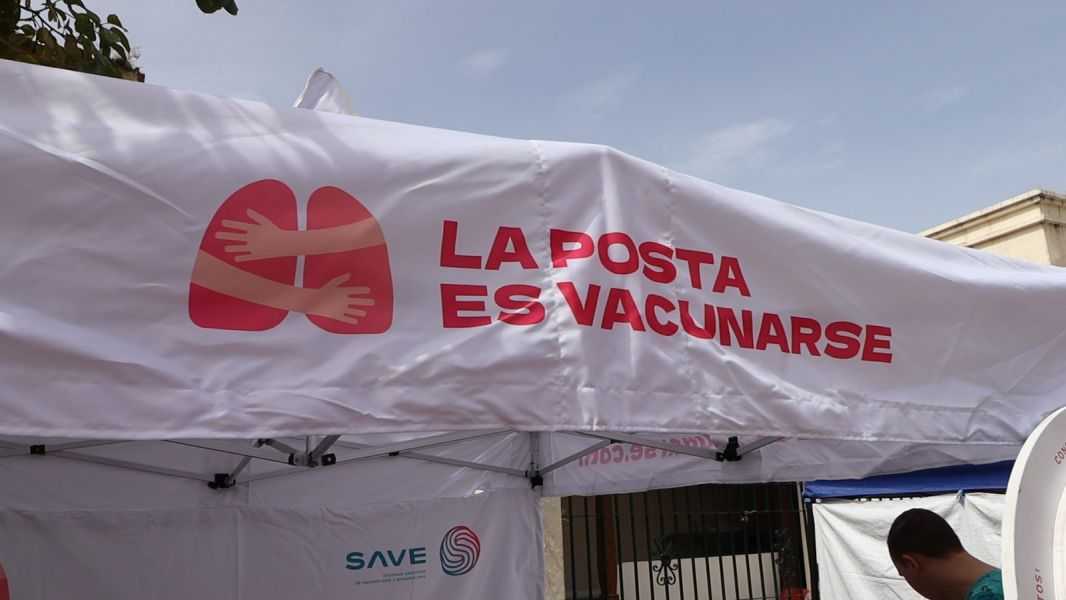 LA POSTA
ES VACUNARSE
SAVE